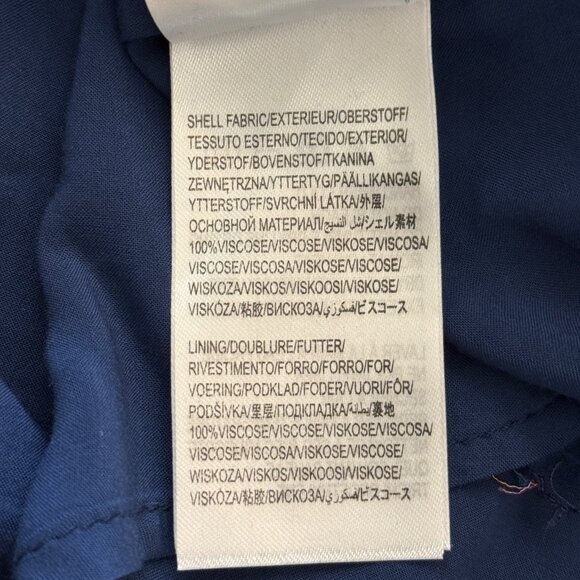 SHELL FABRIC/EXTERIEUR/OBERSTOFF/
TESSUTO ESTERNO/TECIDO/EXTERIOR/
YDERSTOF/BOVENSTOF/TKANINA
ZEWNĘTRZNA/YTTERTYG/PÄÄLLIKANGAS/
YTTERSTOFF/SVRCHNÍ LÁTKA/外层/
ОСНОВНОЙ МАТЕРИАЛ/شل النسيج/シェル素材
100%VISCOSE/VISCOSE/VISKOSE/VISCOSA/
VISCOSE/VISCOSA/VISKOSE/VISCOSE/
WISKOZA/VISKOS/VISKOOSI/VISKOSE/
VISKÓZA/粘胶/ВИСКОЗА/فسكوزي/ビスコース
LINING/DOUBLURE/FUTTER/
RIVESTIMENTO/FORRO/FORRO/FOR/
VOERING/PODKLAD/FODER/VUORI/FÔR/
PODŠÍVKA/里层/ПОДКЛАДКА/بطانة/裏地
100%VISCOSE/VISCOSE/VISKOSE/VISCOSA/
VISCOSE/VISCOSA/VISKOSE/VISCOSE/
WISKOZA/VISKOS/VISKOOSI/VISKOSE/
VISKÓZA/粘胶/ВИСКОЗА/فسكوزي/ビスコース